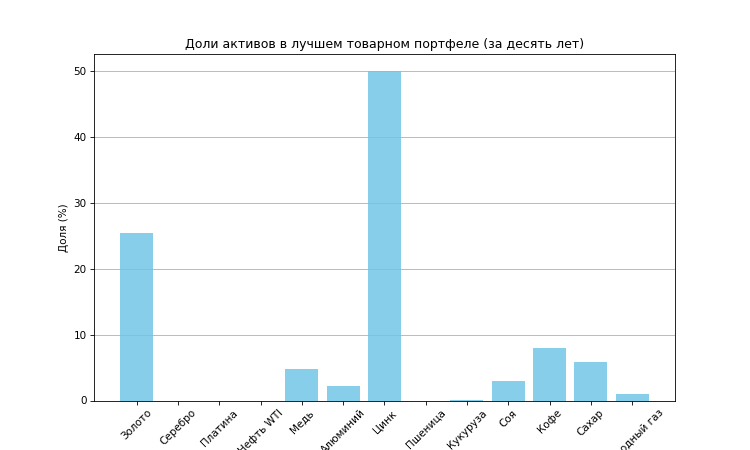 Доли активов в лучшем товарном портфеле (за десять лет)
Доля (%)
50
40
30
20
10
0
Золото
Серебро
Платина
Нефть WTI
Медь
Алюминий
Цинк
Пшеница
Кукуруза
Соя
Кофе
Сахар
газ